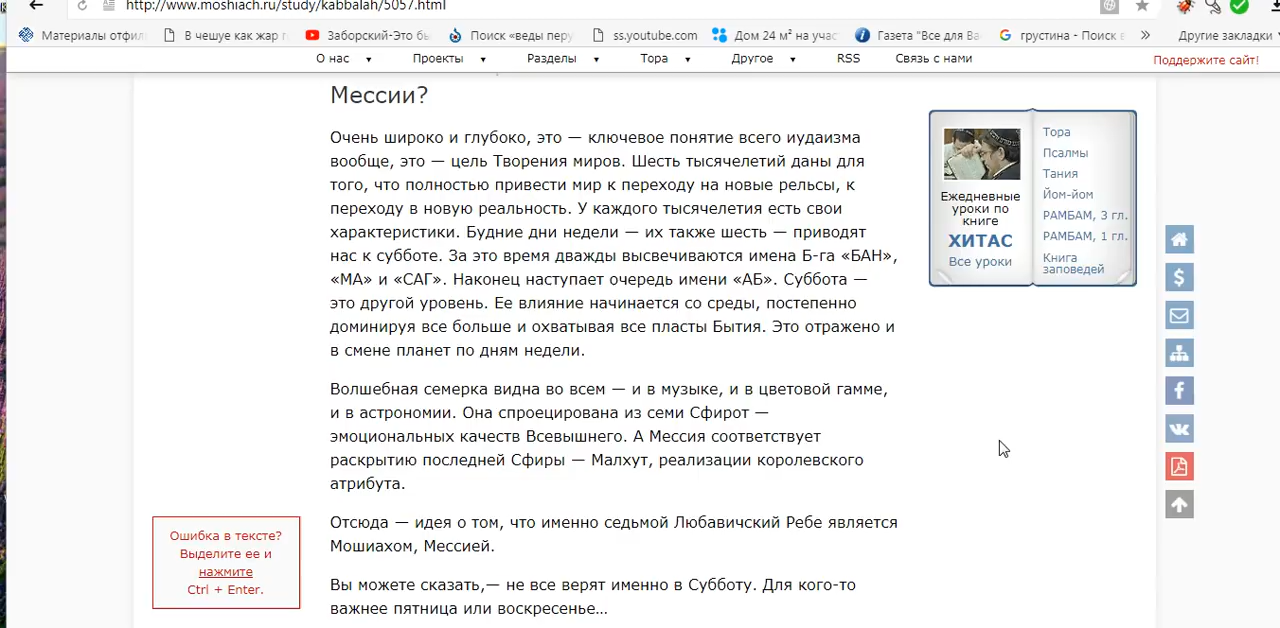 http://www.moshiach.ru/study/kabbalah/5057.html
Материалы отфил
В чешуе как жар г
Заборский-Это бы
Поиск «веды перу
ss.youtube.com
Дом 24 м² на учас
Газета "Все для Ва
грустина - Поиск в
»
Другие закладки
О нас
Проекты
Разделы
Тора
Другое
RSS
Связь с нами
Поддержите сайт!
Мессии?
Очень широко и глубоко, это — ключевое понятие всего иудаизма
вообще, это — цель Творения миров. Шесть тысячелетий даны для
того, что полностью привести мир к переходу на новые рельсы, к
переходу в новую реальность. У каждого тысячелетия есть свои
характеристики. Будние дни недели — их также шесть — приводят
нас к субботе. За это время дважды высвечиваются имена Б-га «БАН»,
«МА» и «САГ». Наконец наступает очередь имени «АБ». Суббота —
это другой уровень. Ее влияние начинается со среды, постепенно
доминируя все больше и охватывая все пласты Бытия. Это отражено и
в смене планет по дням недели.
Волшебная семерка видна во всем — и в музыке, и в цветовой гамме,
и в астрономии. Она спроецирована из семи Сфирот —
эмоциональных качеств Всевышнего. А Мессия соответствует
раскрытию последней Сфиры — Малхут, реализации королевского
атрибута.
Отсюда — идея о том, что именно седьмой Любавичский Ребе является
Мошиахом, Мессией.
Вы можете сказать,— не все верят именно в Субботу. Для кого-то
важнее пятница или воскресенье…
Ежедневные
уроки по
книге
ХИТАС
Все уроки
Тора
Псалмы
Тания
Йом-йом
РАМБАМ, 3 гл.
РАМБАМ, 1 гл.
Книга
заповедей
Ошибка в тексте?
Выделите ее и
нажмите
Ctrl + Enter.